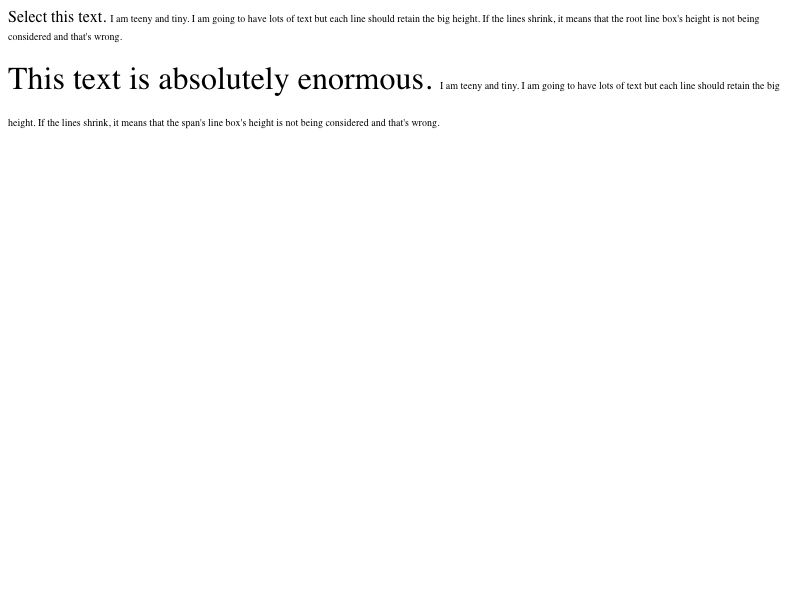 Select this text. I am teeny and tiny. I am going to have lots of text but each line should retain the big height. If the lines shrink, it means that the root line box's height is not being
considered and that's wrong.
This text is absolutely enormous. I am teeny and tiny. I am going to have lots of text but each line should retain the big
height. If the lines shrink, it means that the span's line box's height is not being considered and that's wrong.